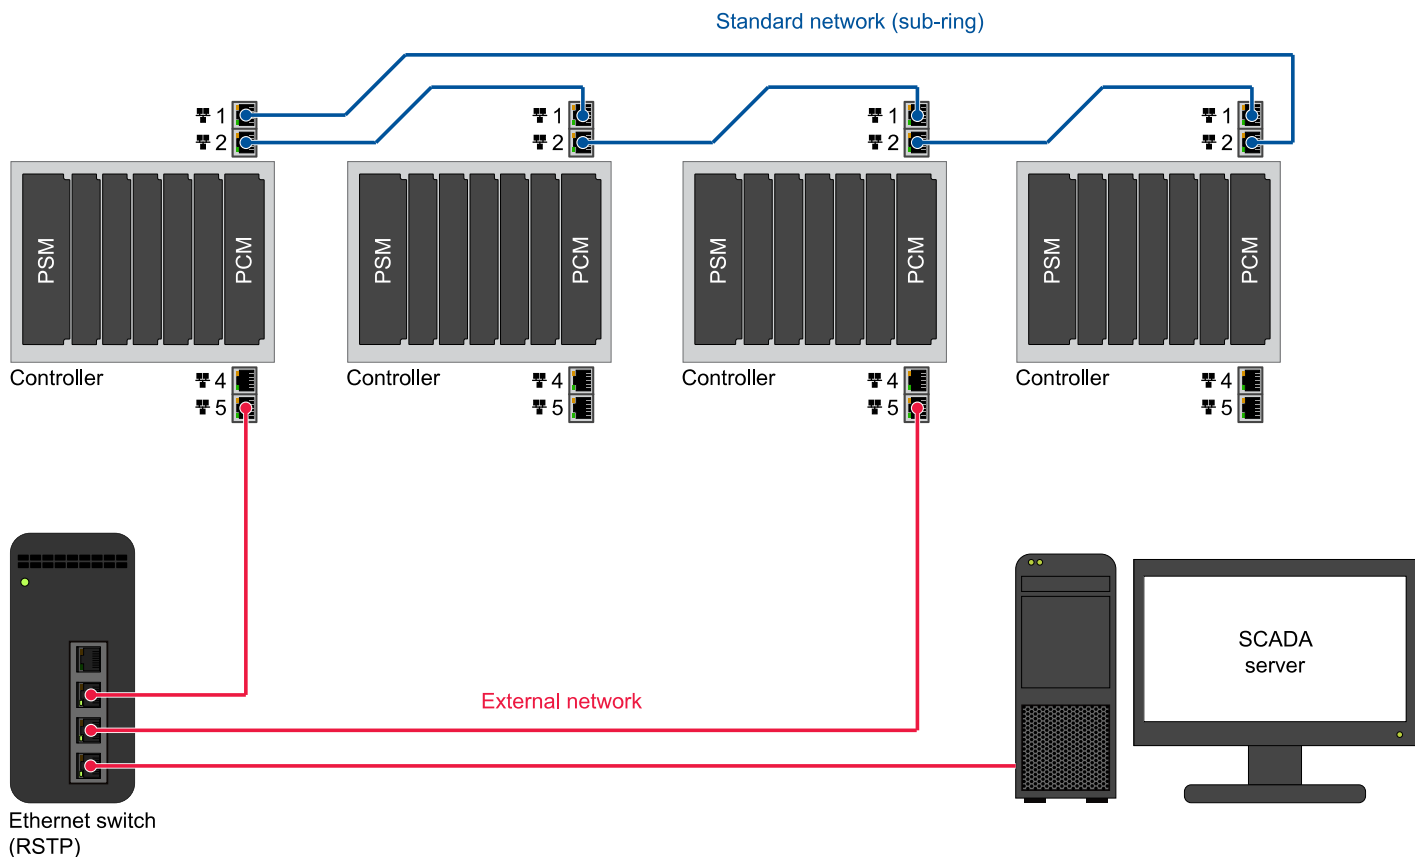 Standard network (sub-ring)
1
2
1
2
1
2
1
2
PSM
PCM
PSM
PCM
PSM
PCM
PSM
PCM
Controller
4
5
Controller
4
5
Controller
4
5
Controller
4
5
External network
SCADA
server
Ethernet switch
(RSTP)